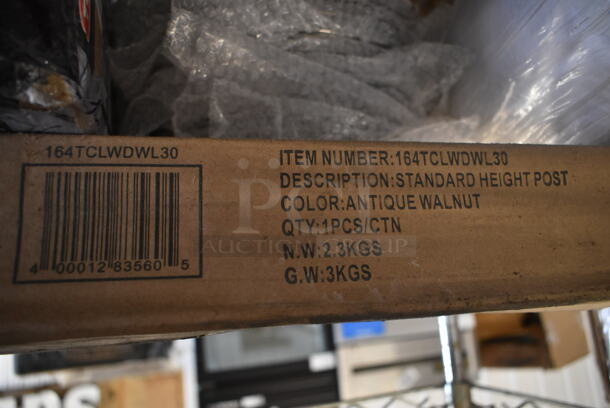 164TCLWDWL30
4 00012 83560 5
ITEM NUMBER:164TCLWDWL30
DESCRIPTION:STANDARD HEIGHT POST
COLOR:ANTIQUE WALNUT
QTY:1PCS/CTN
N.W:2.3KGS
G.W:3KGS